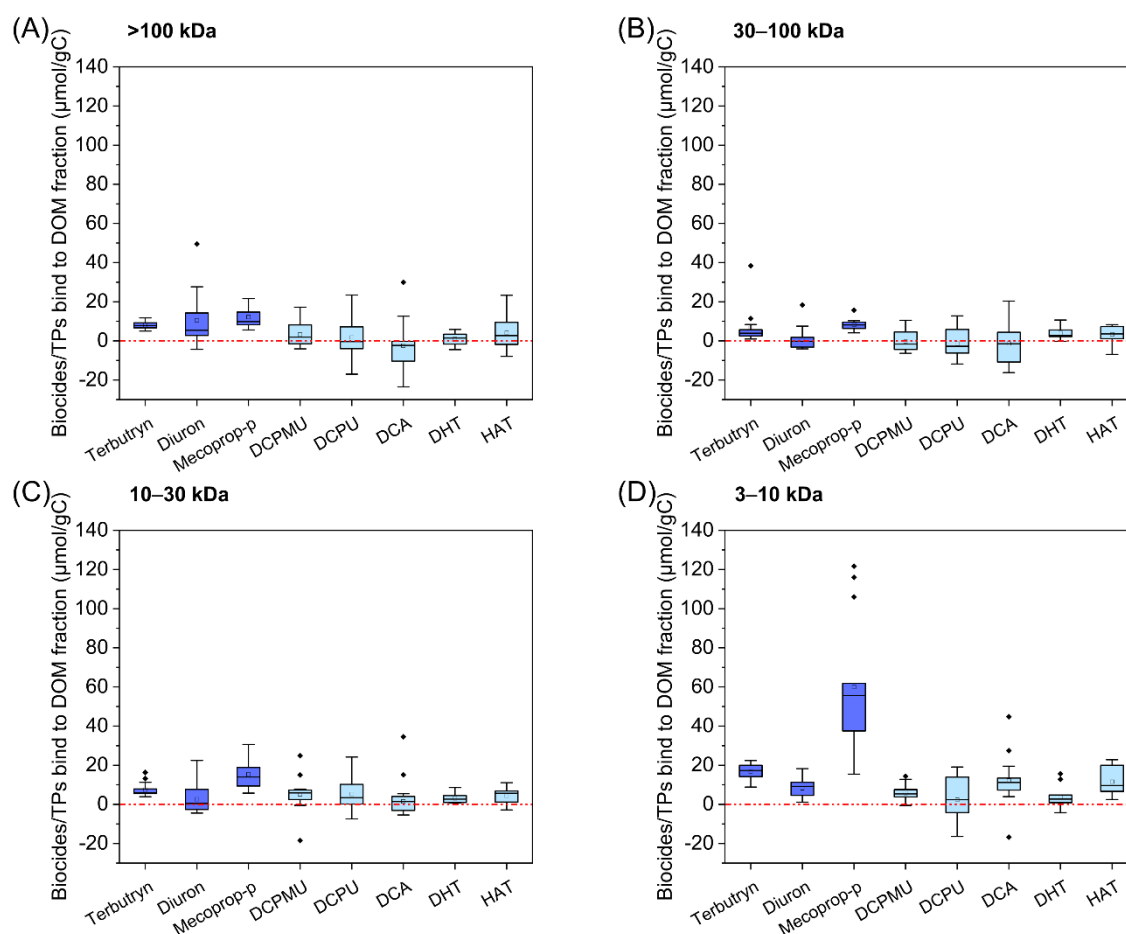 (A) >100 kDa
Biocides/TPs bind to DOM fraction (µmol/gC)
140
120
100
80
60
40
20
0
-20
Terbutryn
Diuron
Mecoprop-p
DCPMU
DCPU
DCA
DHT
HAT
(B) 30–100 kDa
Biocides/TPs bind to DOM fraction (µmol/gC)
140
120
100
80
60
40
20
0
-20
Terbutryn
Diuron
Mecoprop-p
DCPMU
DCPU
DCA
DHT
HAT
(C) 10–30 kDa
Biocides/TPs bind to DOM fraction (µmol/gC)
140
120
100
80
60
40
20
0
-20
Terbutryn
Diuron
Mecoprop-p
DCPMU
DCPU
DCA
DHT
HAT
(D) 3–10 kDa
Biocides/TPs bind to DOM fraction (µmol/gC)
140
120
100
80
60
40
20
0
-20
Terbutryn
Diuron
Mecoprop-p
DCPMU
DCPU
DCA
DHT
HAT